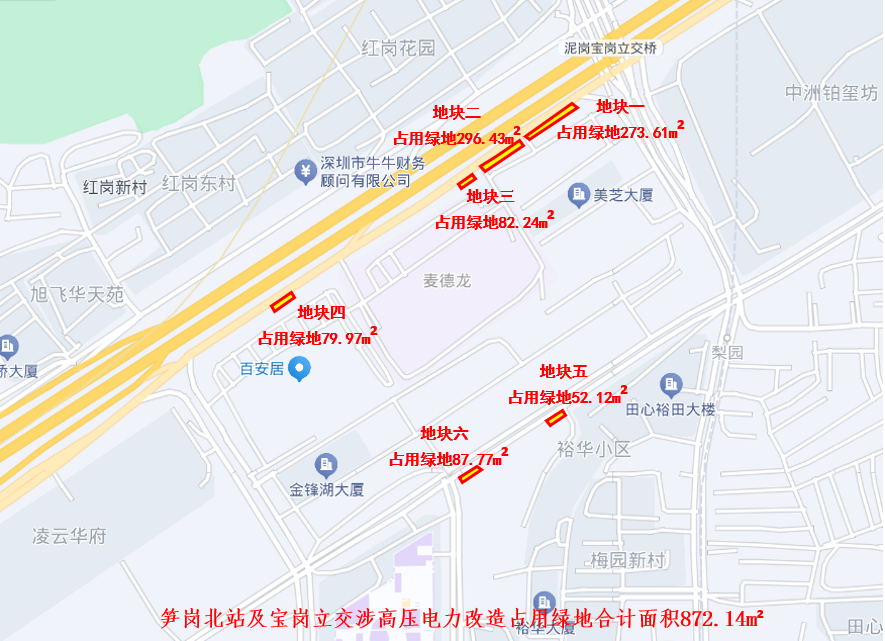 红岗花园
泥岗宝岗立交桥
中洲铂玺坊
地块二
占用绿地296.43m²
地块一
占用绿地273.61m²
深圳市牛牛财务
顾问有限公司
红岗新村
红岗东村
地块三
占用绿地82.24m²
美芝大厦
麦德龙
旭飞华天苑
地块四
占用绿地79.97m²
桥大厦
百安居
梨园
地块五
占用绿地52.12m²
田心裕田大楼
地块六
占用绿地87.77m²
裕华小区
金锋湖大厦
凌云华府
梅园新村
笋岗北站及宝岗立交涉高压电力改造占用绿地合计面积872.14m²
裕华大厦
田心